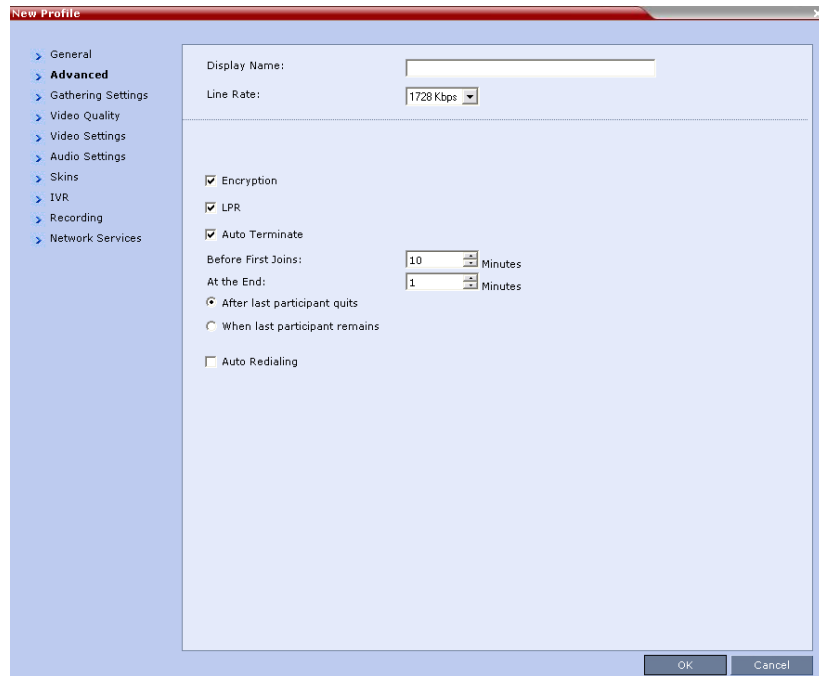 New Profile
General
Advanced
Gathering Settings
Video Quality
Video Settings
Audio Settings
Skins
IVR
Recording
Network Services
Display Name:
Line Rate: 1728 Kbps
Encryption
LPR
Auto Terminate
Before First Joins: 10 Minutes
At the End: 1 Minutes
After last participant quits
When last participant remains
Auto Redialing
OK Cancel